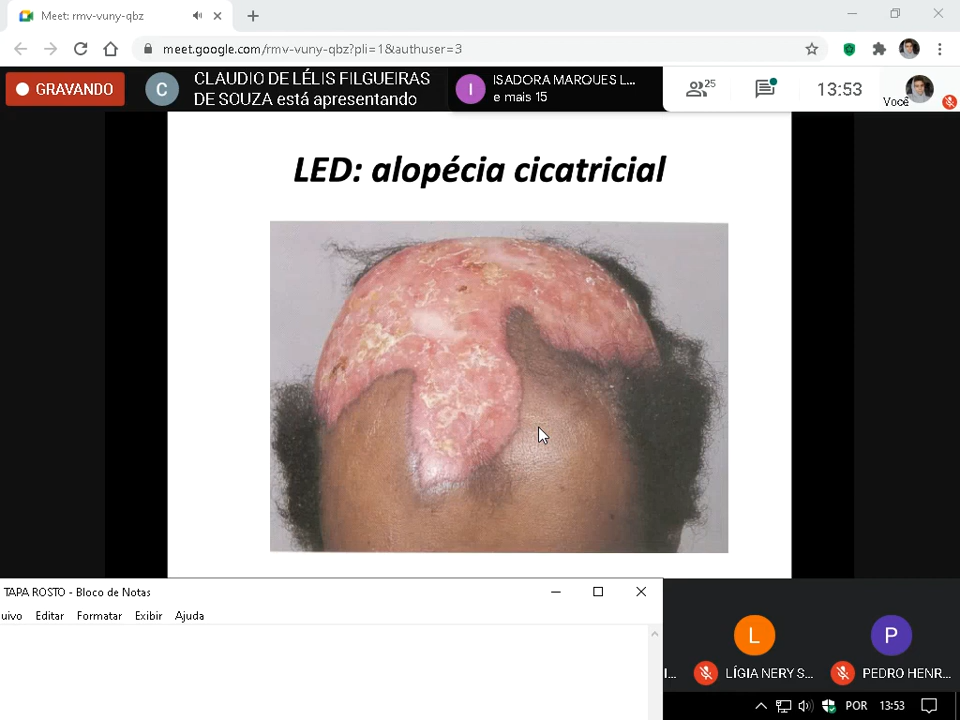 Meet: rmv-vuny-qbz
meet.google.com/rmv-vuny-qbz?pli=1&authuser=3
GRAVANDO
C
CLAUDIO DE LÉLIS FILGUEIRAS
DE SOUZA está apresentando
I
ISADORA MARQUES L...
e mais 15
25
13:53
Você
LED: alopécia cicatricial
TAPA ROSTO - Bloco de Notas
uivo Editar Formatar Exibir Ajuda
L
P
I...
LÍGIA NERY S...
PEDRO HENR...
POR
13:53